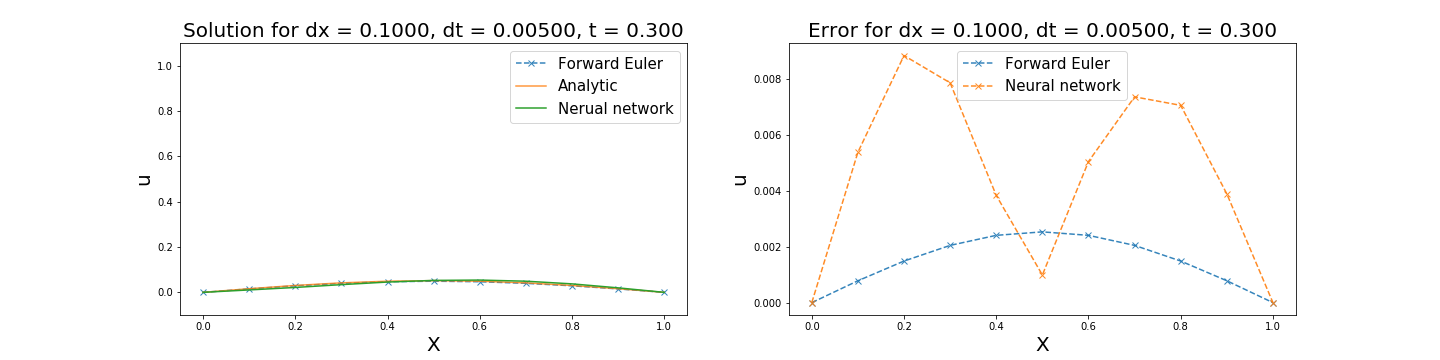 Solution for dx = 0.1000, dt = 0.00500, t = 0.300
1.0
0.8
0.6
0.4
0.2
0.0
u
0.0 0.2 0.4 0.6 0.8 1.0
X
Forward Euler
Analytic
Nerual network
Error for dx = 0.1000, dt = 0.00500, t = 0.300
0.008
0.006
0.004
0.002
0.000
u
0.0 0.2 0.4 0.6 0.8 1.0
X
Forward Euler
Neural network